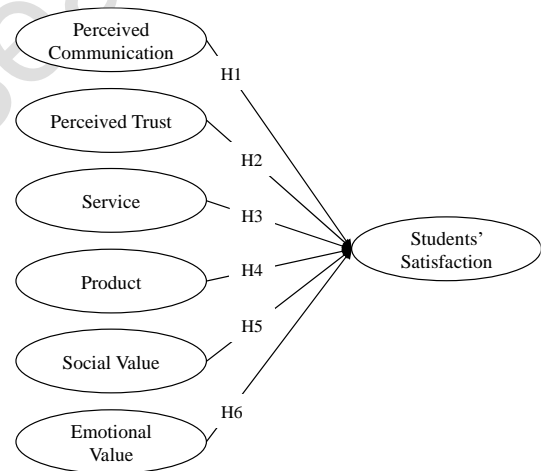 Perceived
Communication
H1
Perceived Trust
H2
Service
H3
Students’
Satisfaction
Product
H4
Social Value
H5
Emotional
Value
H6